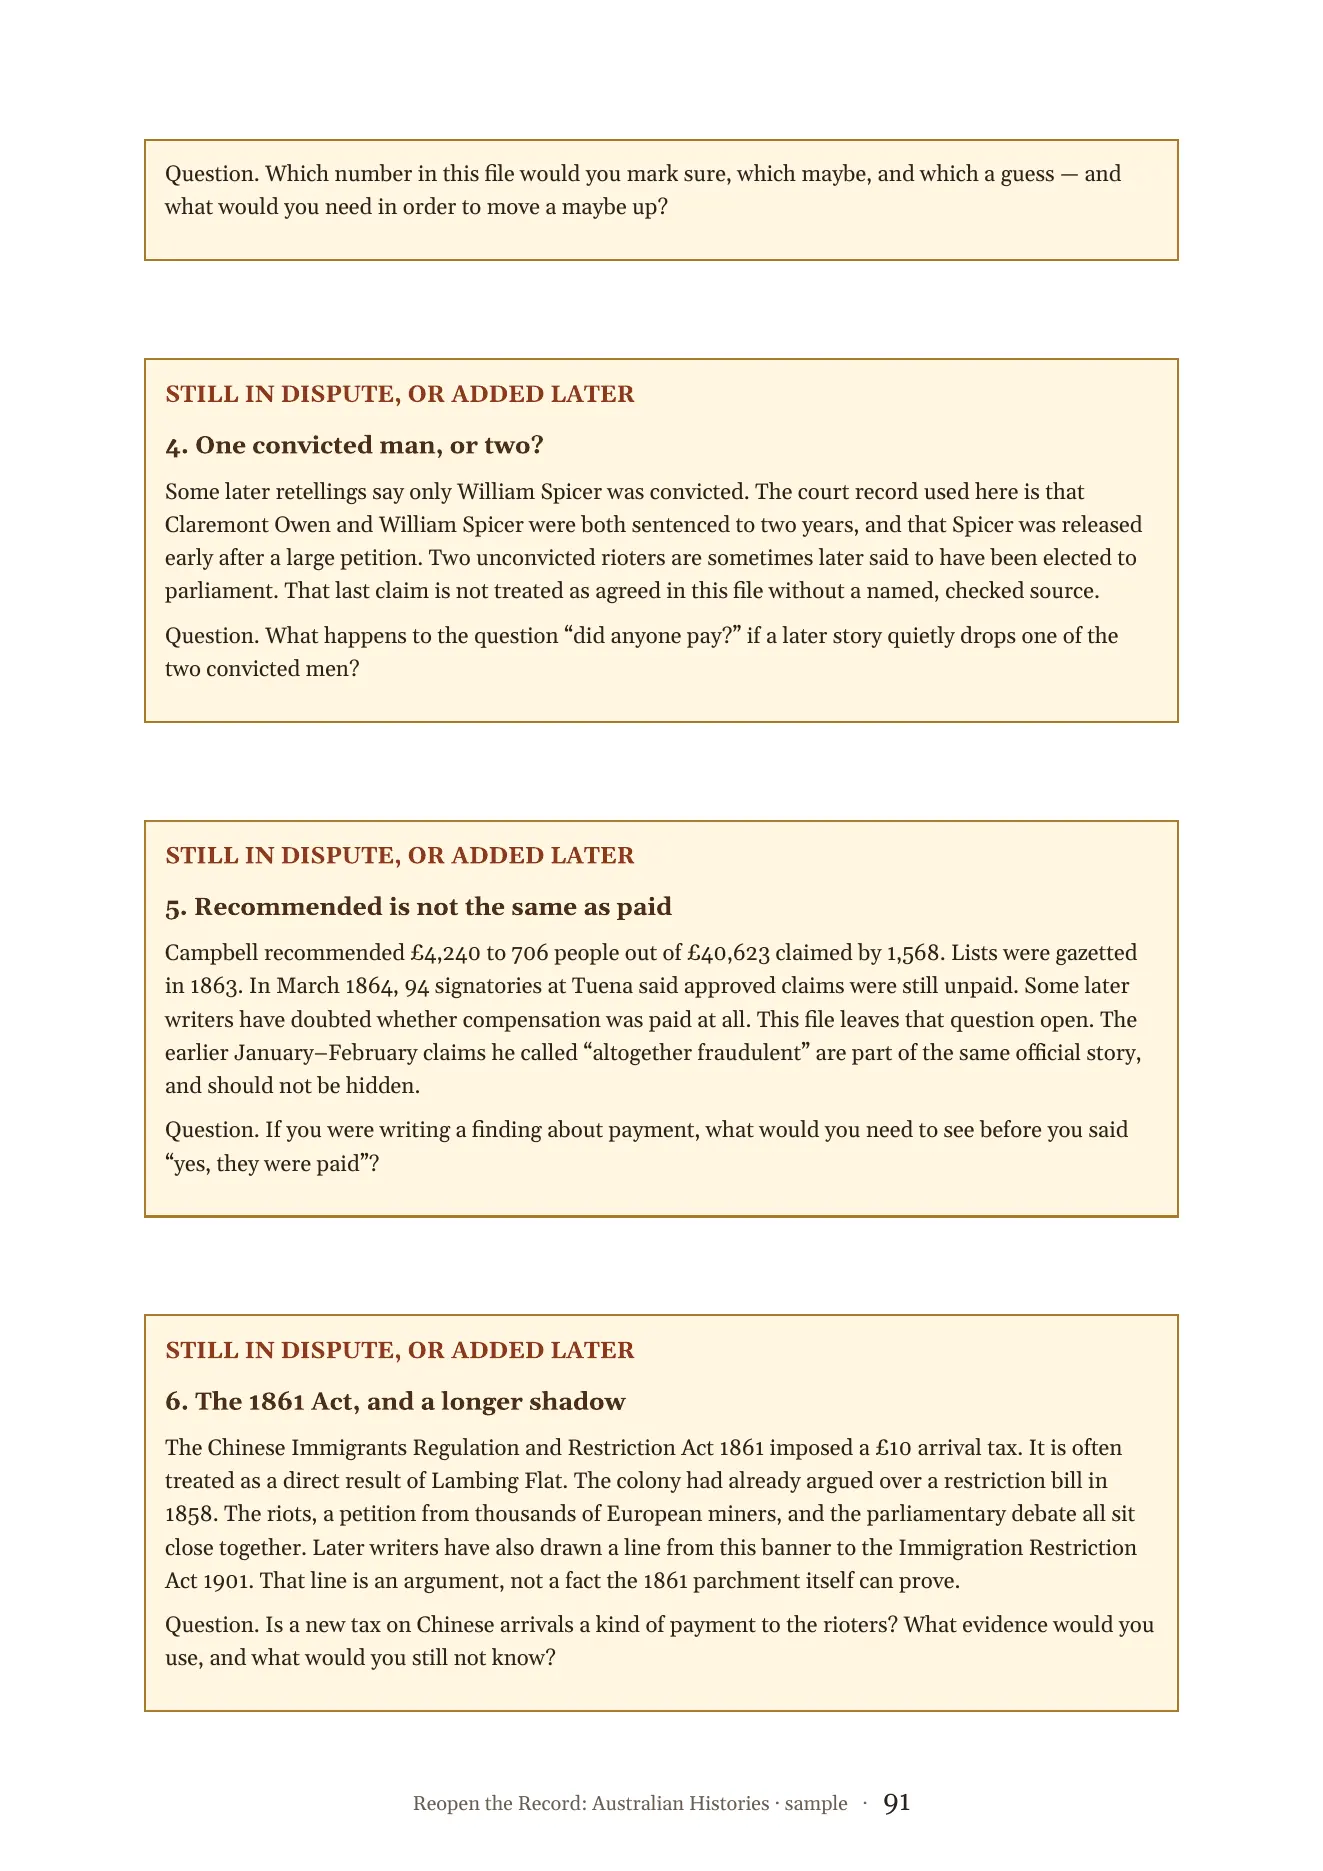 Question. Which number in this file would you mark sure, which maybe, and which a guess — and
what would you need in order to move a maybe up?
STILL IN DISPUTE, OR ADDED LATER
4. One convicted man, or two?
Some later retellings say only William Spicer was convicted. The court record used here is that
Claremont Owen and William Spicer were both sentenced to two years, and that Spicer was released
early after a large petition. Two unconvicted rioters are sometimes later said to have been elected to
parliament. That last claim is not treated as agreed in this file without a named, checked source.
Question. What happens to the question “did anyone pay?” if a later story quietly drops one of the
two convicted men?
STILL IN DISPUTE, OR ADDED LATER
5. Recommended is not the same as paid
Campbell recommended £4,240 to 706 people out of £40,623 claimed by 1,568. Lists were gazetted
in 1863. In March 1864, 94 signatories at Tuena said approved claims were still unpaid. Some later
writers have doubted whether compensation was paid at all. This file leaves that question open. The
earlier January–February claims he called “altogether fraudulent” are part of the same official story,
and should not be hidden.
Question. If you were writing a finding about payment, what would you need to see before you said
“yes, they were paid”?
STILL IN DISPUTE, OR ADDED LATER
6. The 1861 Act, and a longer shadow
The Chinese Immigrants Regulation and Restriction Act 1861 imposed a £10 arrival tax. It is often
treated as a direct result of Lambing Flat. The colony had already argued over a restriction bill in
1858. The riots, a petition from thousands of European miners, and the parliamentary debate all sit
close together. Later writers have also drawn a line from this banner to the Immigration Restriction
Act 1901. That line is an argument, not a fact the 1861 parchment itself can prove.
Question. Is a new tax on Chinese arrivals a kind of payment to the rioters? What evidence would you
use, and what would you still not know?
Reopen the Record: Australian Histories · sample · 91